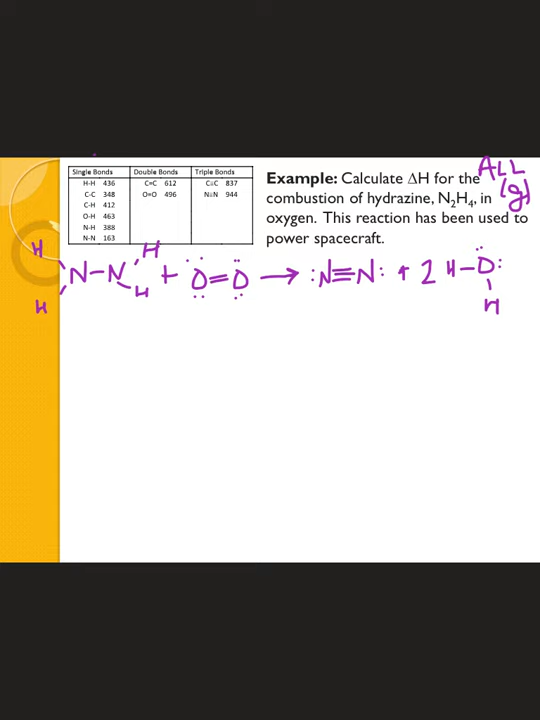 Single Bonds Double Bonds Triple Bonds
H-H 436 C=C 612 C≡C 837
C-C 348 O=O 496 N≡N 944
C-H 412
O-H 463
N-H 388
N-N 163
Example: Calculate ΔH for the
combustion of hydrazine, N₂H₄, in
oxygen. This reaction has been used to
power spacecraft.
ALL
(g)
H H
N–N + Ö=Ö → :N≡N: + 2 H–Ö:
H H H